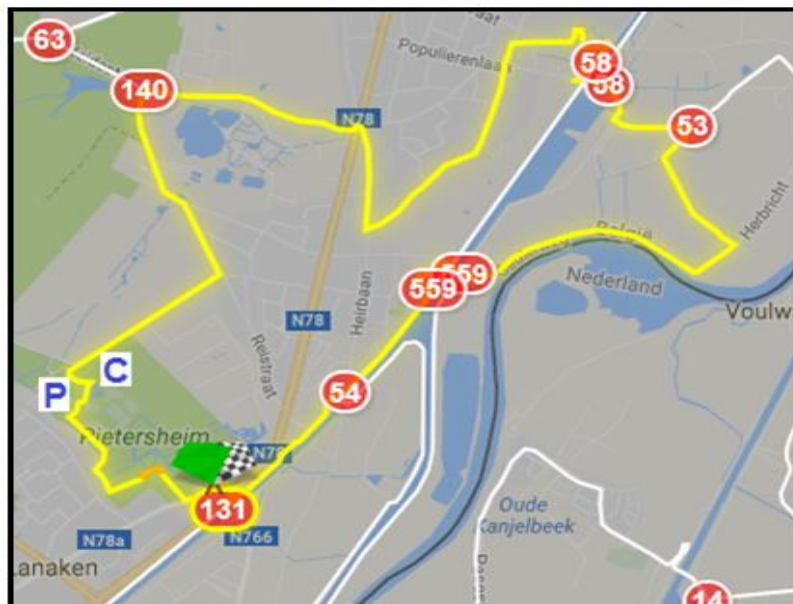 63
140
Populierenlaan
58
58
53
N78
Herbricht
België
559
559
Nederland
Voulw
N78
Heirbaan
Reistraat
P
C
54
Pietersheim
N78
131
N766
N78a
Lanaken
Oude
Kanjelbeek
14